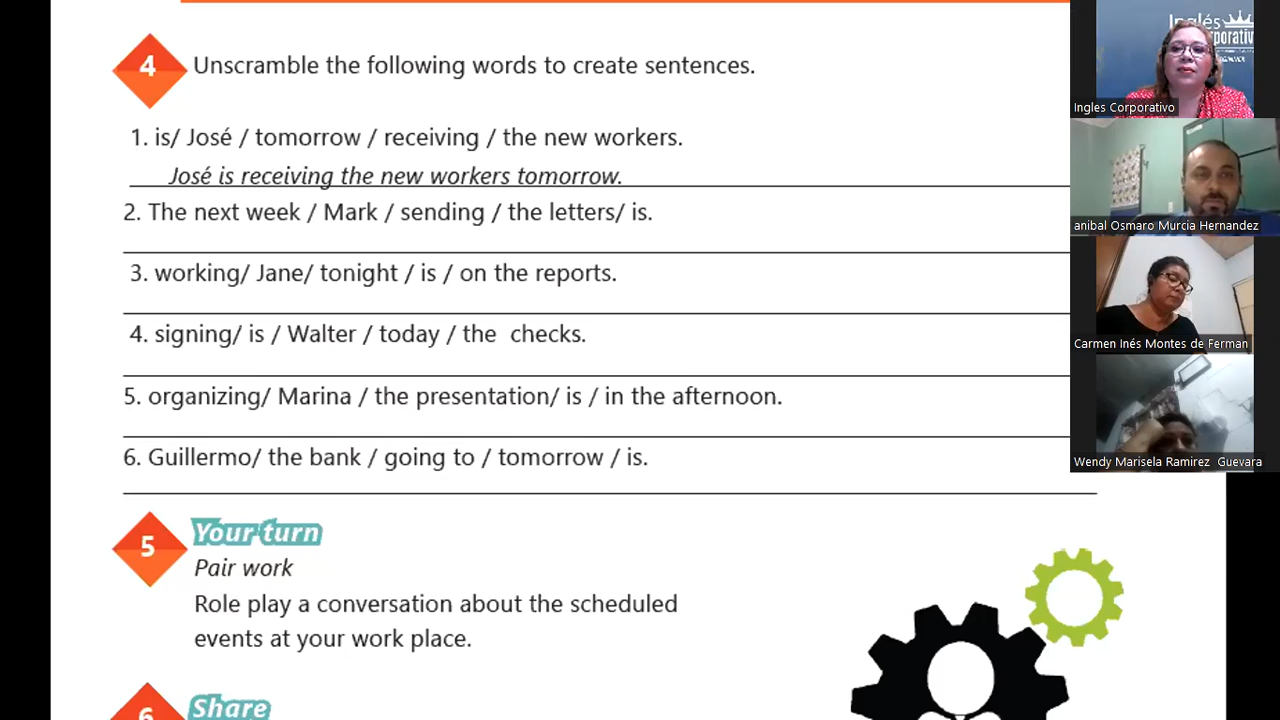 4
Unscramble the following words to create sentences.
1. is/ José / tomorrow / receiving / the new workers.
José is receiving the new workers tomorrow.
2. The next week / Mark / sending / the letters/ is.
3. working/ Jane/ tonight / is / on the reports.
4. signing/ is / Walter / today / the checks.
5. organizing/ Marina / the presentation/ is / in the afternoon.
6. Guillermo/ the bank / going to / tomorrow / is.
5
Your turn
Pair work
Role play a conversation about the scheduled
events at your work place.
6
Share
Inglés
Ingles Corporativo
anibal Osmaro Murcia Hernandez
Carmen Inés Montes de Ferman
Wendy Marisela Ramirez Guevara